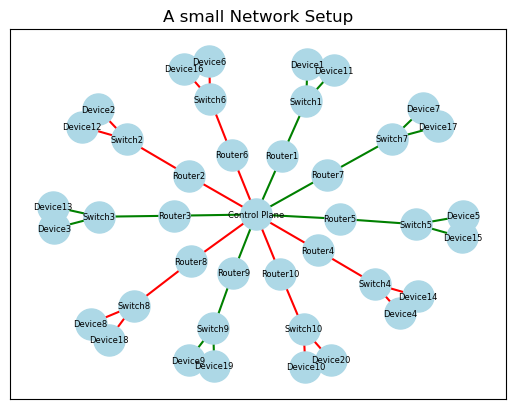 A small Network Setup
Device6
Device1
Device16
Device11
Switch6
Switch1
Device7
Device2
Device12
Device17
Switch2
Switch7
Router6
Router1
Router2
Router7
Device13
Switch3
Router3
Control Plane
Router5
Device5
Device3
Switch5
Device15
Router4
Router8
Router9
Router10
Switch4
Device14
Switch8
Device4
Device8
Switch9
Switch10
Device18
Device9
Device20
Device19
Device10